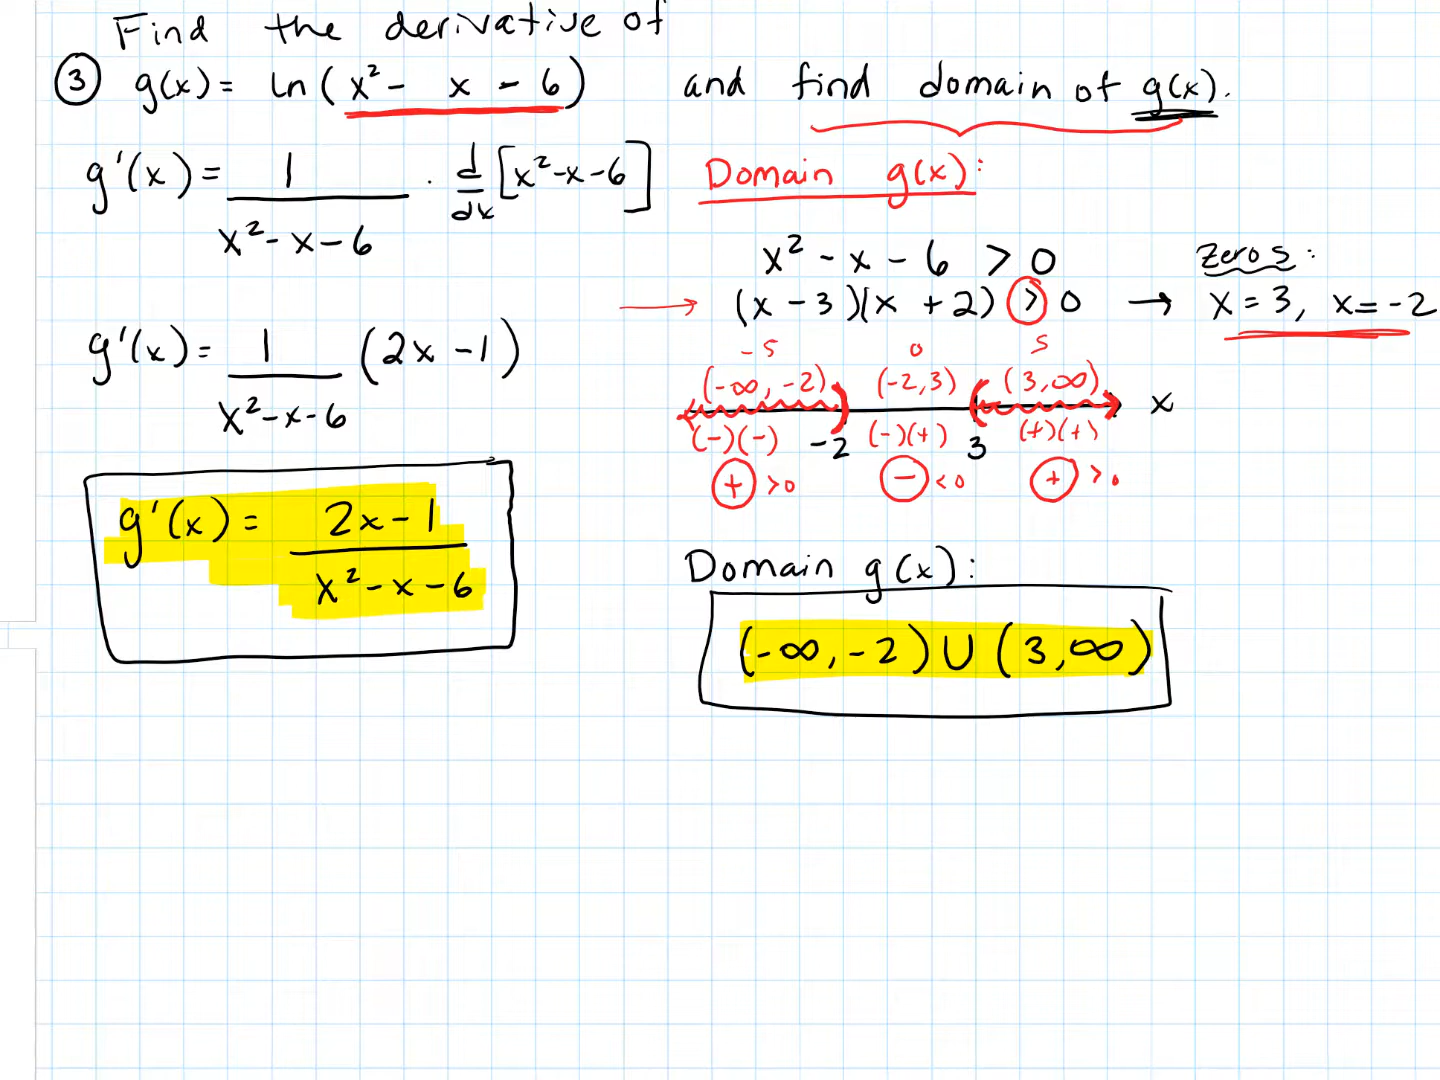 Find the derivative of
③ g(x) = ln(x² - x - 6) and find domain of g(x).
g'(x) = 1/(x² - x - 6) · d/dx [x² - x - 6]
g'(x) = 1/(x² - x - 6) (2x - 1)
g'(x) = (2x - 1)/(x² - x - 6)
Domain g(x):
x² - x - 6 > 0
→ (x - 3)(x + 2) > 0 → x = 3, x = -2
Zeros:
-5 0 5
(-∞, -2) (-2, 3) (3, ∞)
x
(-)(-) -2 (-)(+) 3 (+)(+)
+ > 0 - < 0 + > 0
Domain g(x):
(-∞, -2) ∪ (3, ∞)